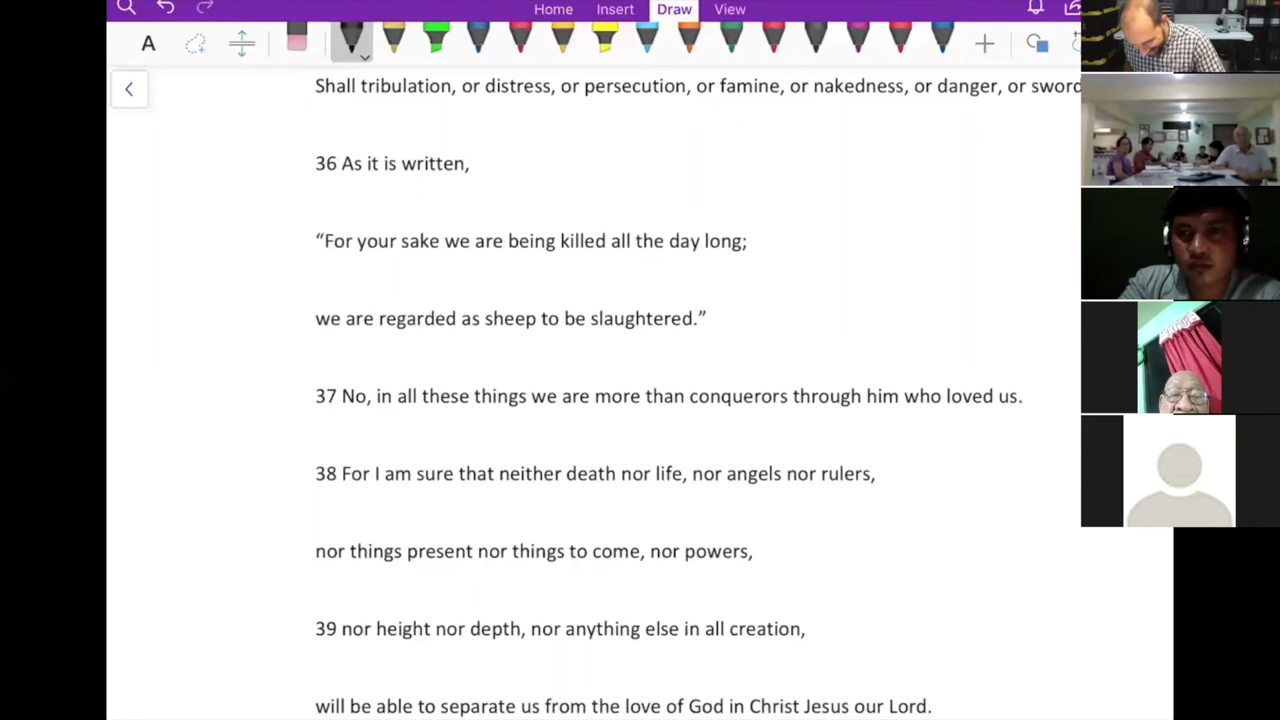 Home Insert Draw View
A
Shall tribulation, or distress, or persecution, or famine, or nakedness, or danger, or sword
36 As it is written,
“For your sake we are being killed all the day long;
we are regarded as sheep to be slaughtered.”
37 No, in all these things we are more than conquerors through him who loved us.
38 For I am sure that neither death nor life, nor angels nor rulers,
nor things present nor things to come, nor powers,
39 nor height nor depth, nor anything else in all creation,
will be able to separate us from the love of God in Christ Jesus our Lord.